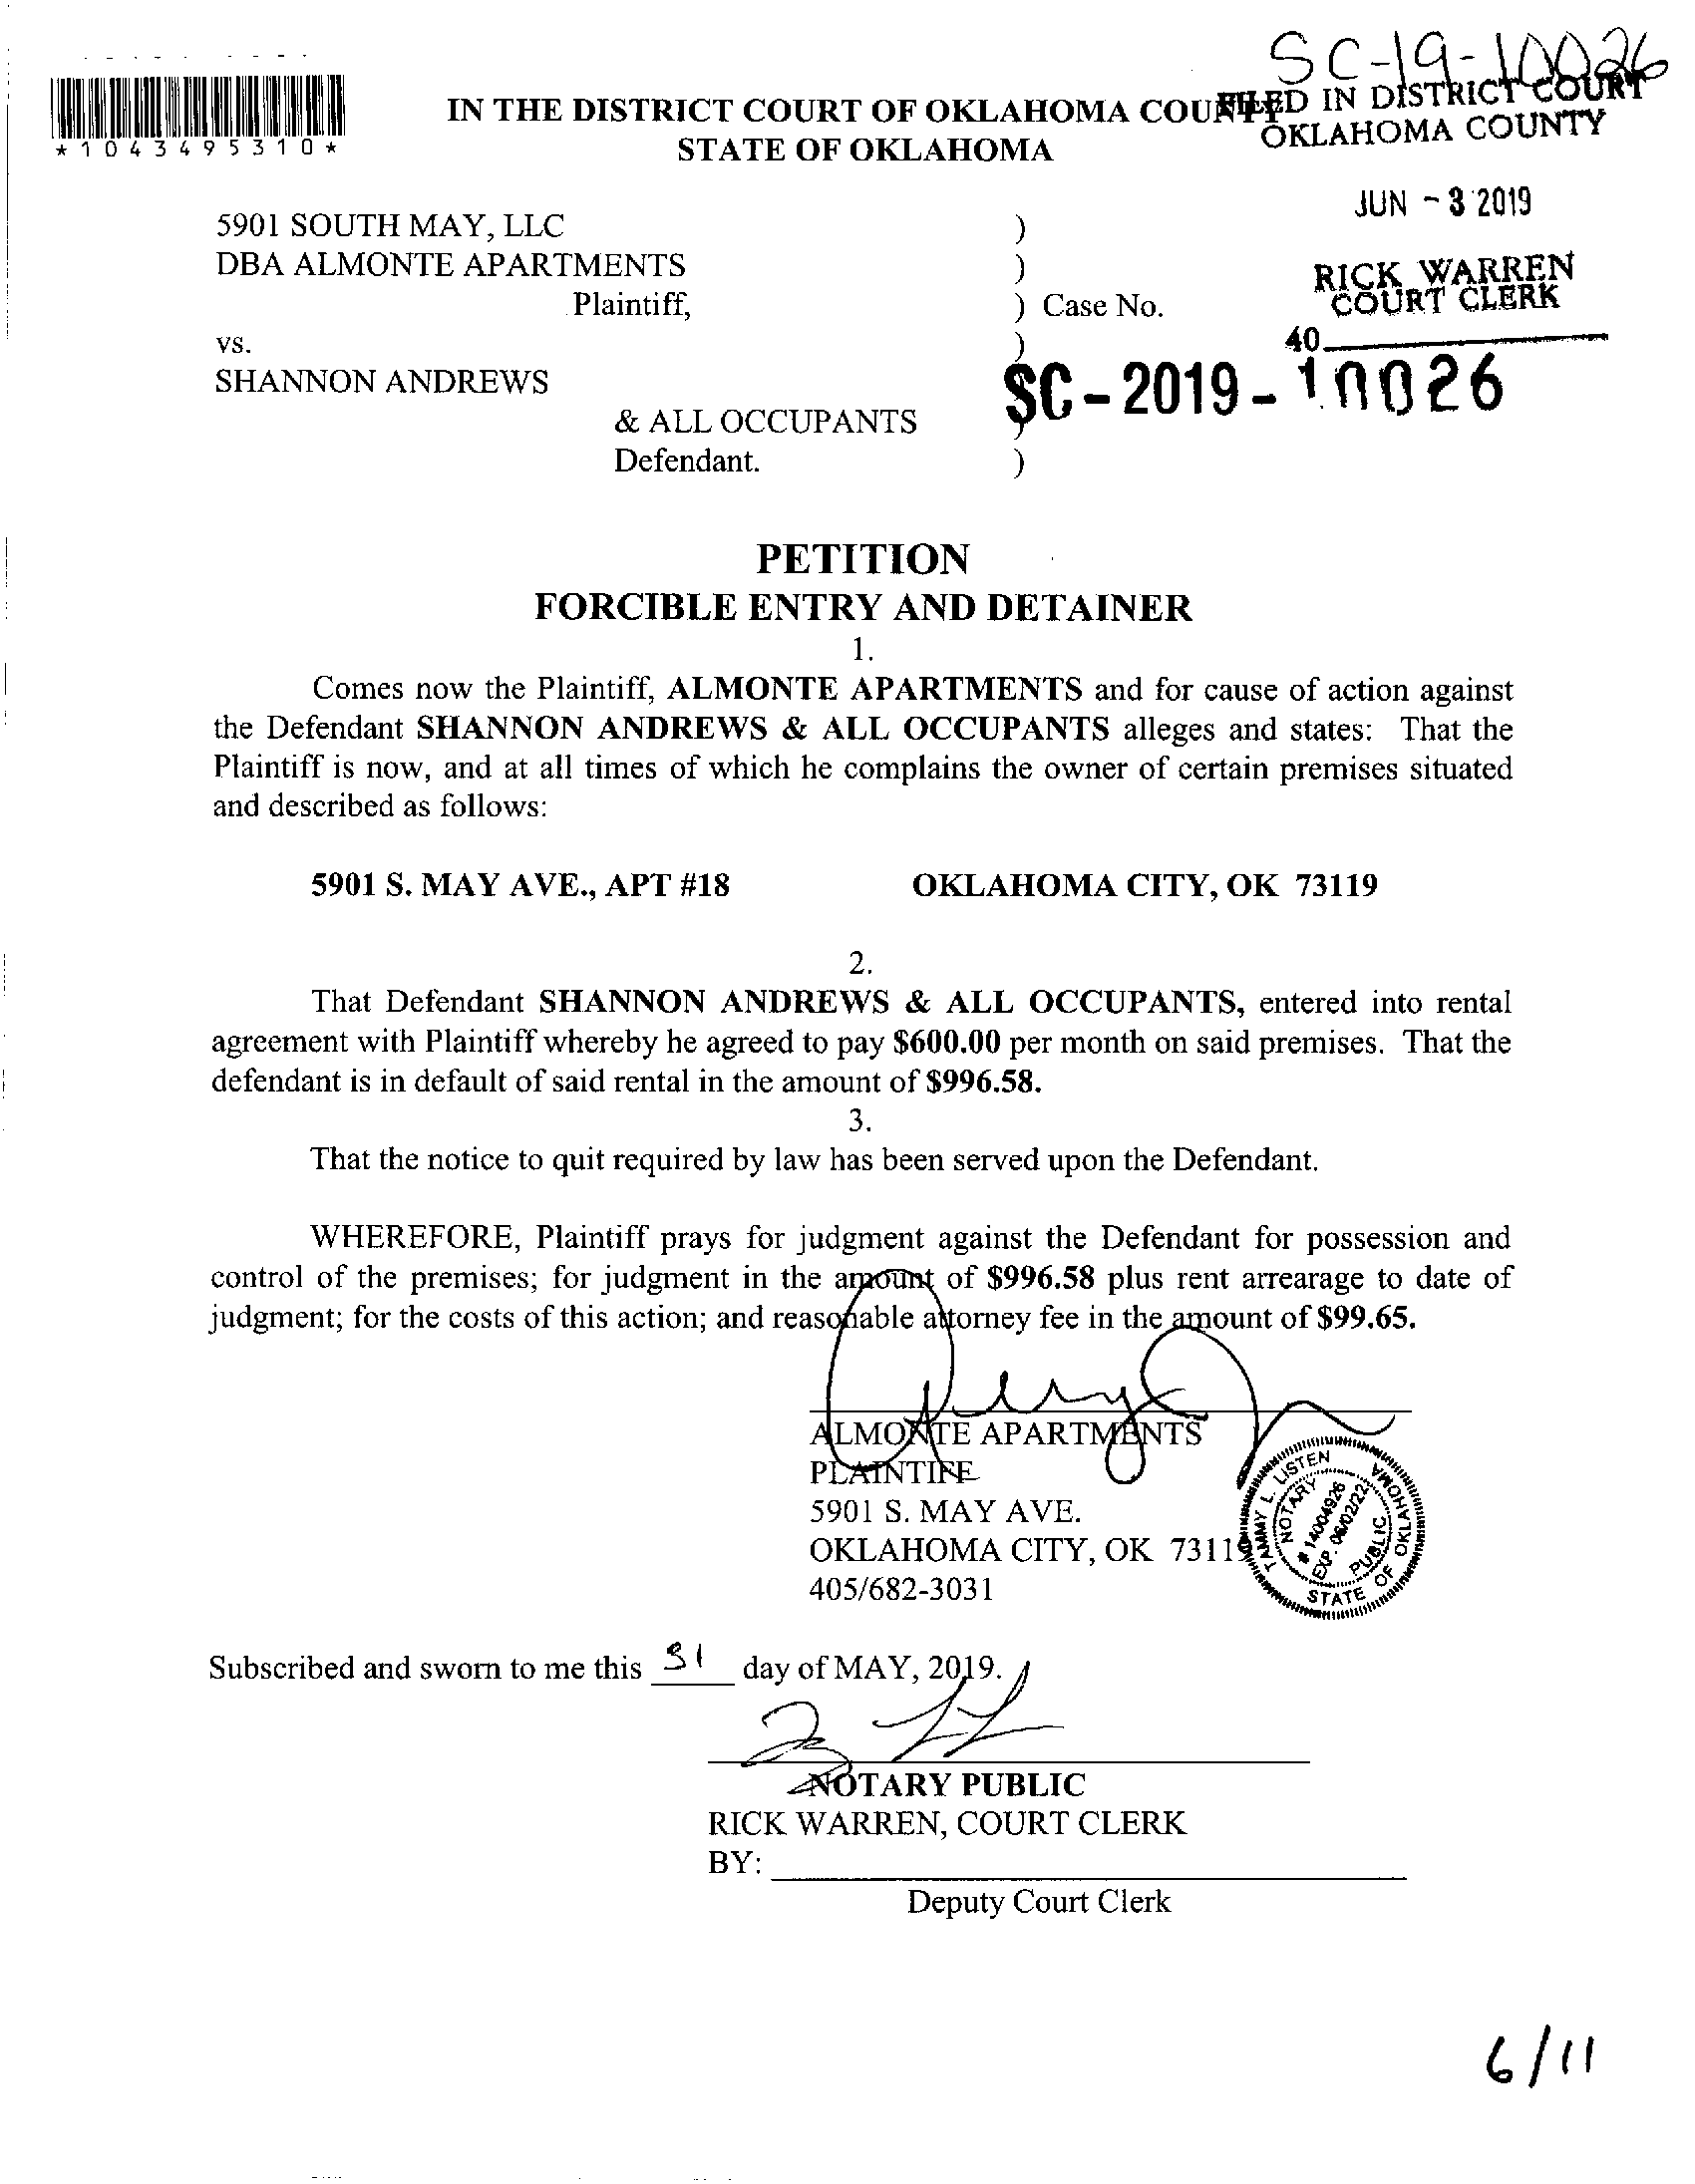 SC-19-10026
*1043495310*
IN THE DISTRICT COURT OF OKLAHOMA COUNTY
STATE OF OKLAHOMA
FILED IN DISTRICT COURT
OKLAHOMA COUNTY
JUN - 3 2019
RICK WARREN
COURT CLERK
40
5901 SOUTH MAY, LLC )
DBA ALMONTE APARTMENTS )
Plaintiff, ) Case No.
vs. )
SHANNON ANDREWS
SC - 2019 - 10026
& ALL OCCUPANTS )
Defendant. )
PETITION
FORCIBLE ENTRY AND DETAINER
1.
Comes now the Plaintiff, ALMONTE APARTMENTS and for cause of action against
the Defendant SHANNON ANDREWS & ALL OCCUPANTS alleges and states: That the
Plaintiff is now, and at all times of which he complains the owner of certain premises situated
and described as follows:
5901 S. MAY AVE., APT #18 OKLAHOMA CITY, OK 73119
2.
That Defendant SHANNON ANDREWS & ALL OCCUPANTS, entered into rental
agreement with Plaintiff whereby he agreed to pay $600.00 per month on said premises. That the
defendant is in default of said rental in the amount of $996.58.
3.
That the notice to quit required by law has been served upon the Defendant.
WHEREFORE, Plaintiff prays for judgment against the Defendant for possession and
control of the premises; for judgment in the amount of $996.58 plus rent arrearage to date of
judgment; for the costs of this action; and reasonable attorney fee in the amount of $99.65.
ALMONTE APARTMENTS
PLAINTIFF
5901 S. MAY AVE.
OKLAHOMA CITY, OK 73119
405/682-3031
TAMMY L. LISTEN
NOTARY PUBLIC
# 14004926
EXP. 06/02/22
STATE OF OKLAHOMA
Subscribed and sworn to me this 31 day of MAY, 2019.
NOTARY PUBLIC
RICK WARREN, COURT CLERK
BY:
Deputy Court Clerk
6/11